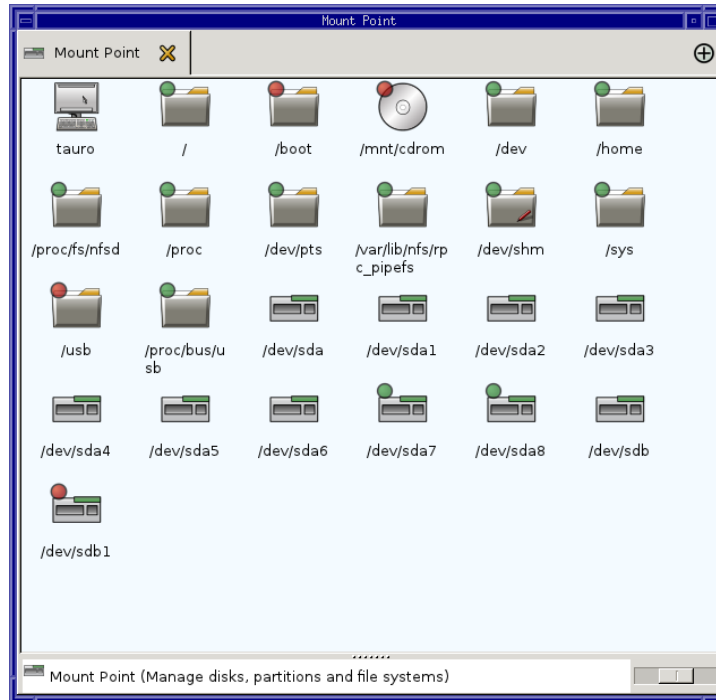 Mount Point
Mount Point
tauro
/
/boot
/mnt/cdrom
/dev
/home
/proc/fs/nfsd
/proc
/dev/pts
/var/lib/nfs/rp
c_pipefs
/dev/shm
/sys
/usb
/proc/bus/u
sb
/dev/sda
/dev/sda1
/dev/sda2
/dev/sda3
/dev/sda4
/dev/sda5
/dev/sda6
/dev/sda7
/dev/sda8
/dev/sdb
/dev/sdb1
Mount Point (Manage disks, partitions and file systems)